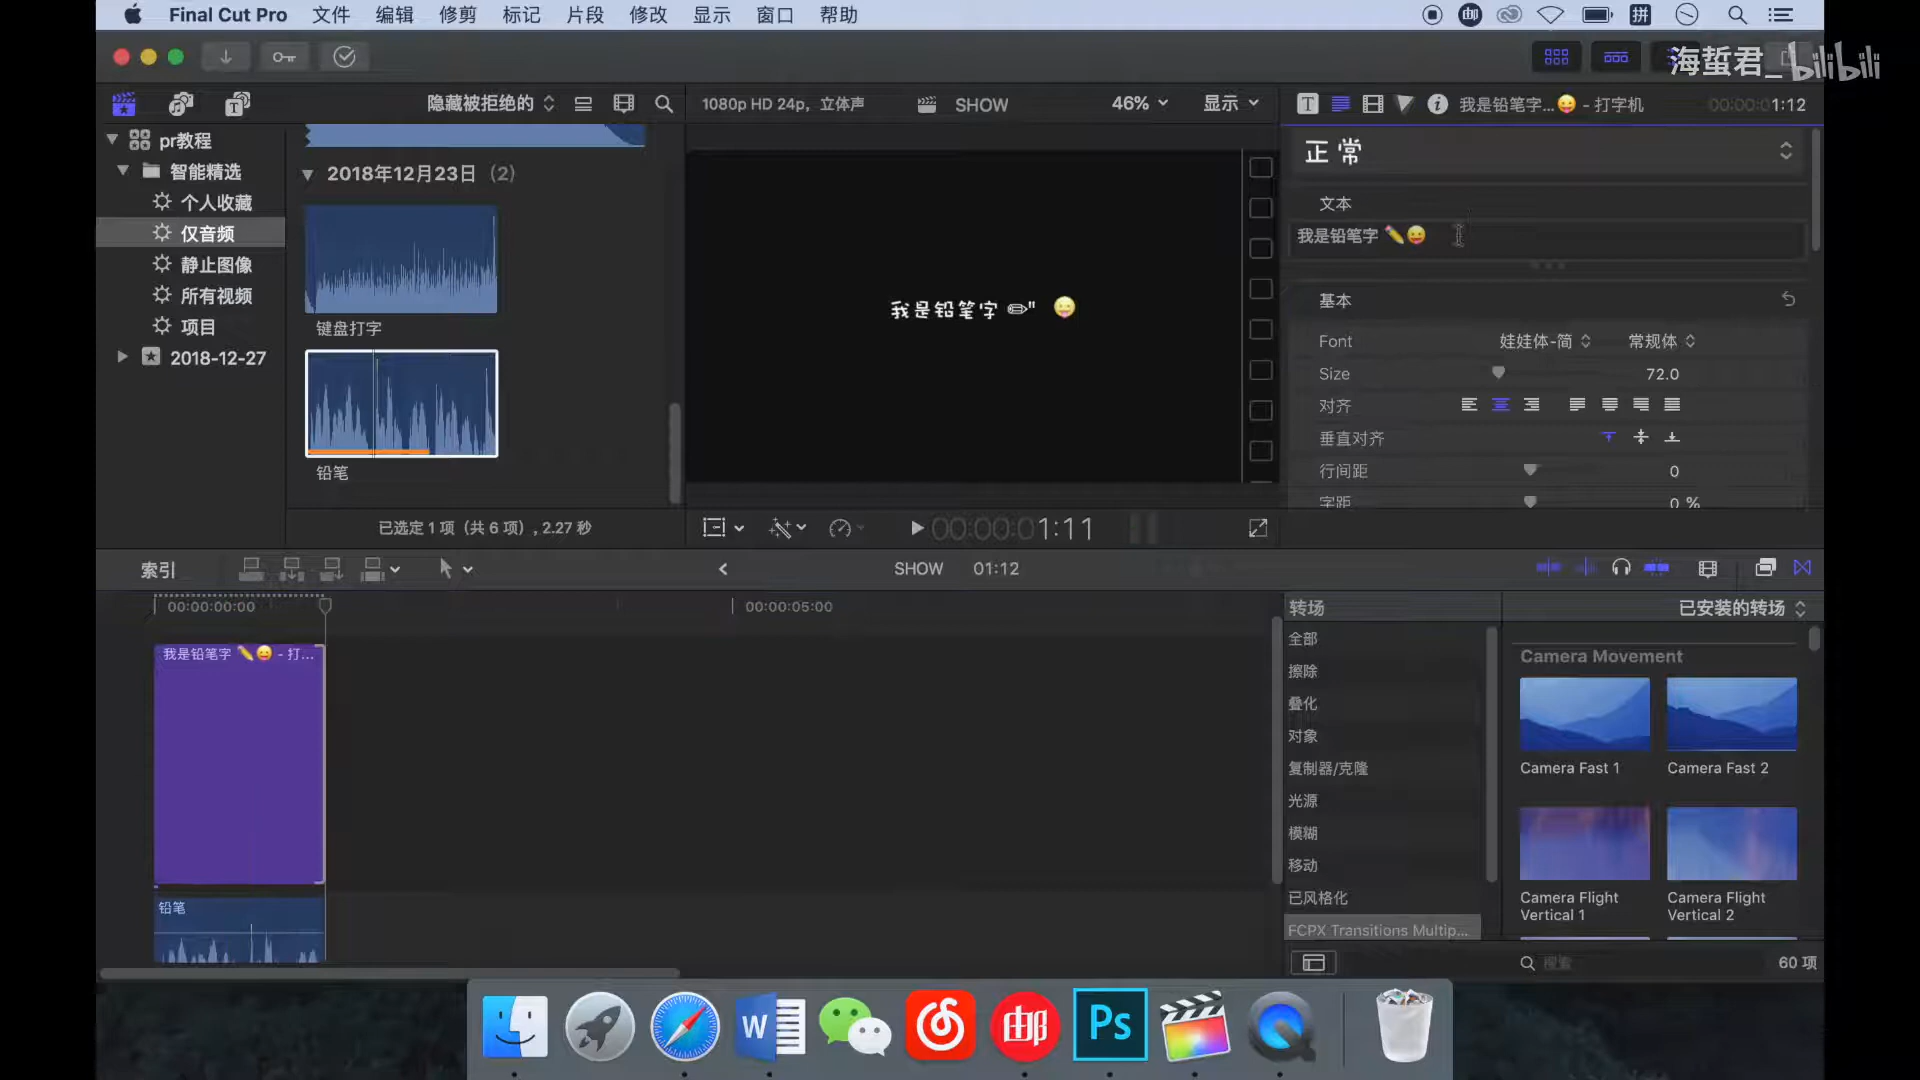 Final Cut Pro 文件 编辑 修剪 标记 片段 修改 显示 窗口 帮助
海蜇君_ bilibili
隐藏被拒绝的
1080p HD 24p, 立体声 SHOW 46% 显示
我是铅笔字...😛 - 打字机 1:12
pr教程
智能精选
个人收藏
仅音频
静止图像
所有视频
项目
2018-12-27
2018年12月23日 (2)
键盘打字
铅笔
已选定 1 项（共 6 项）, 2.27 秒
我是铅笔字 ✏" 😛
00:00:01:11
正常
文本
我是铅笔字 ✏️😛
基本
Font 娃娃体-简 常规体
Size 72.0
对齐
垂直对齐
行间距 0
字距 0 %
索引
SHOW 01:12
00:00:00:00 00:00:05:00
我是铅笔字 ✏️😛 - 打...
铅笔
转场
全部
擦除
叠化
对象
复制器/克隆
光源
模糊
移动
已风格化
FCPX Transitions Multip...
已安装的转场
Camera Movement
Camera Fast 1
Camera Fast 2
Camera Flight
Vertical 1
Camera Flight
Vertical 2
搜索
60 项
W 邮 Ps